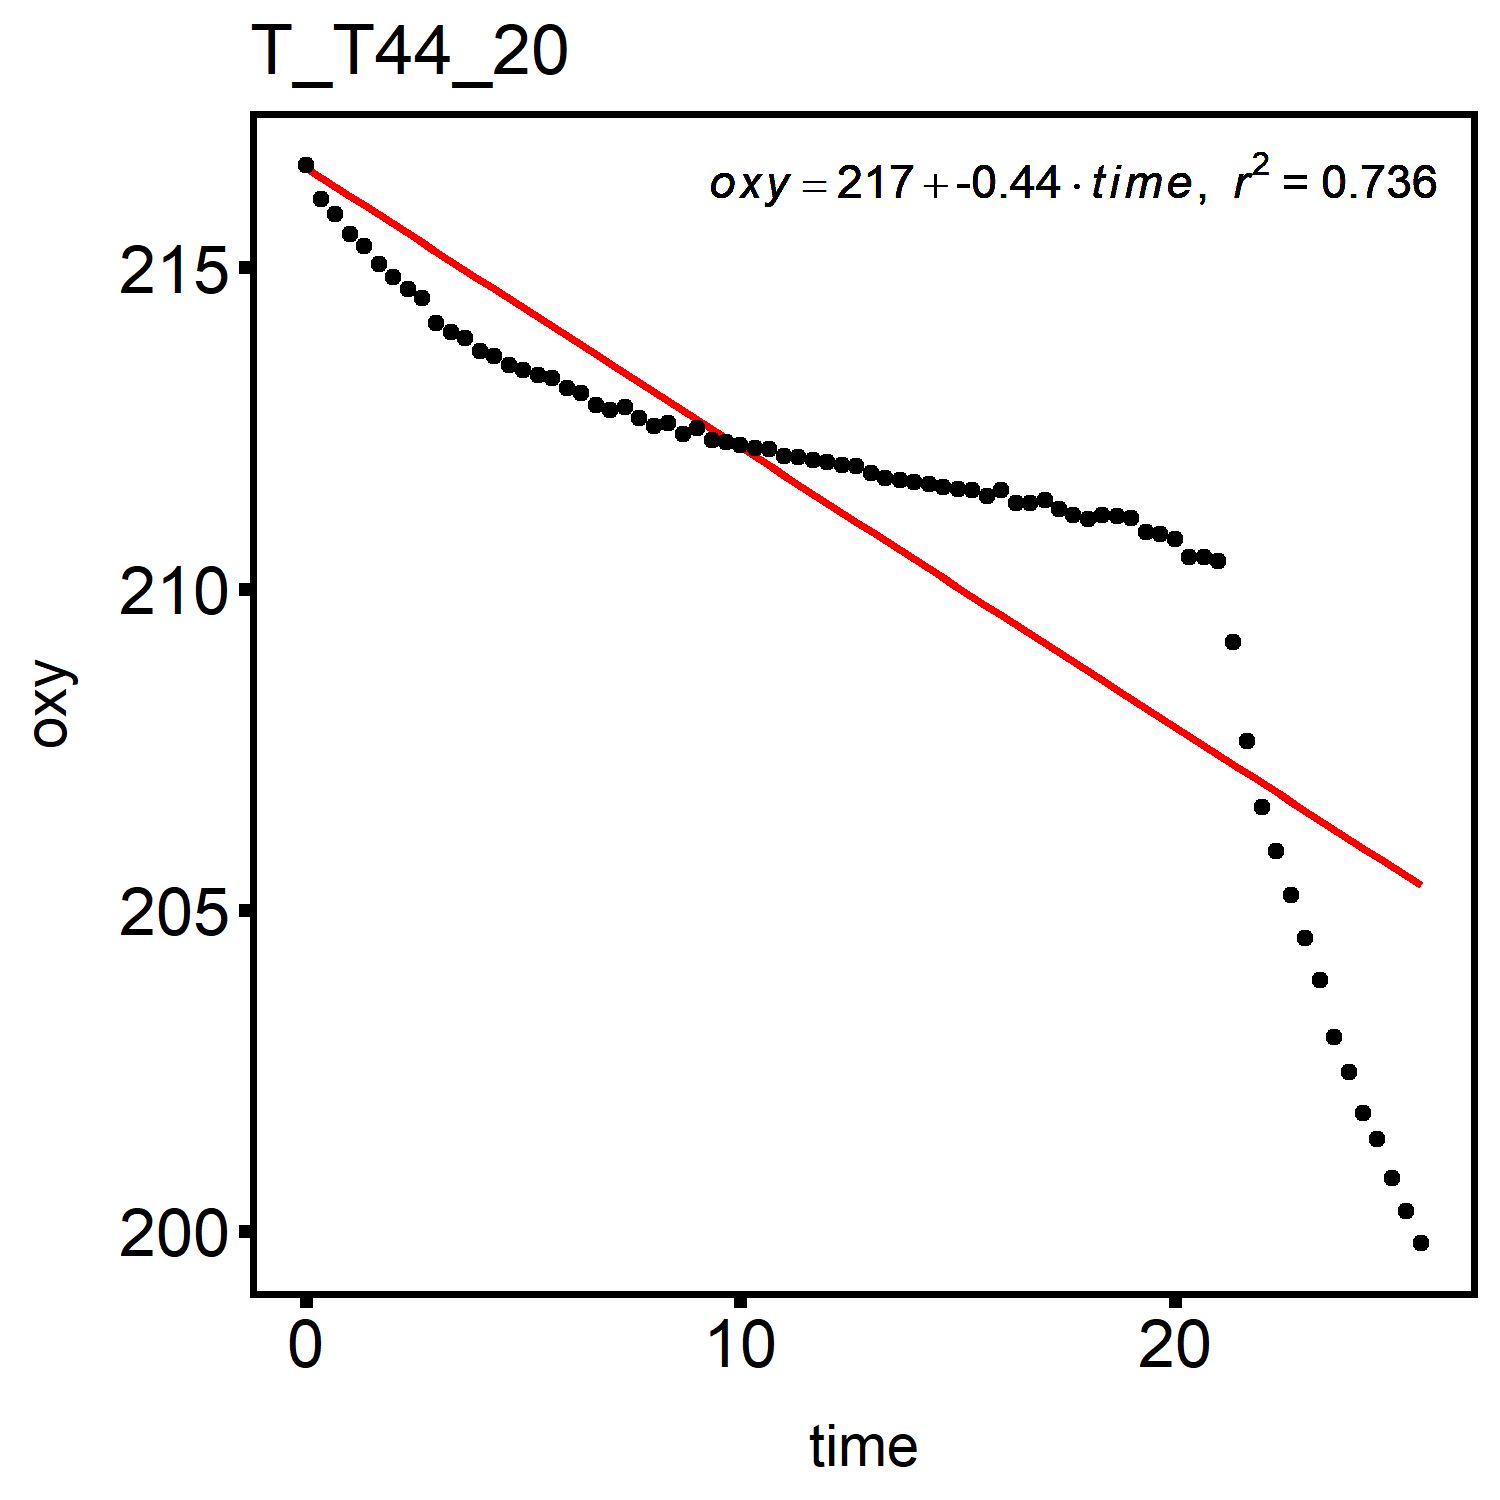 T_T44_20
oxy = 217 + -0.44 · time, r² = 0.736
215
210
205
200
oxy
0 10 20
time